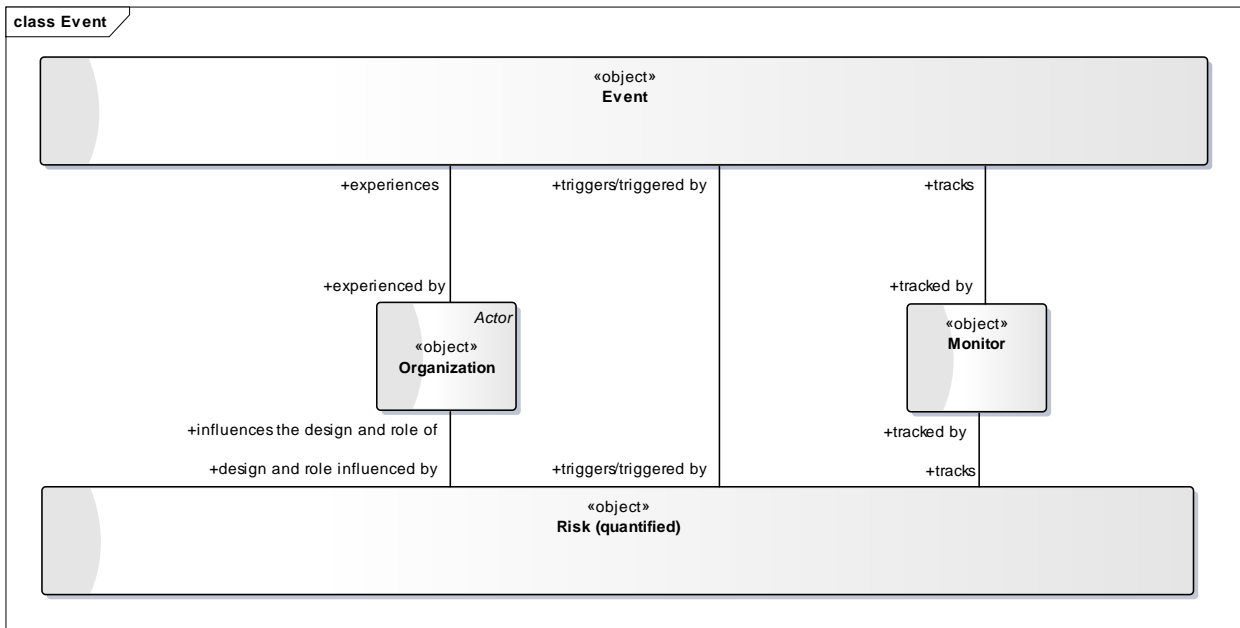 class Event
«object»
Event
+experiences
+triggers/triggered by
+tracks
+experienced by
+tracked by
Actor
«object»
Organization
«object»
Monitor
+influences the design and role of
+tracked by
+design and role influenced by
+triggers/triggered by
+tracks
«object»
Risk (quantified)